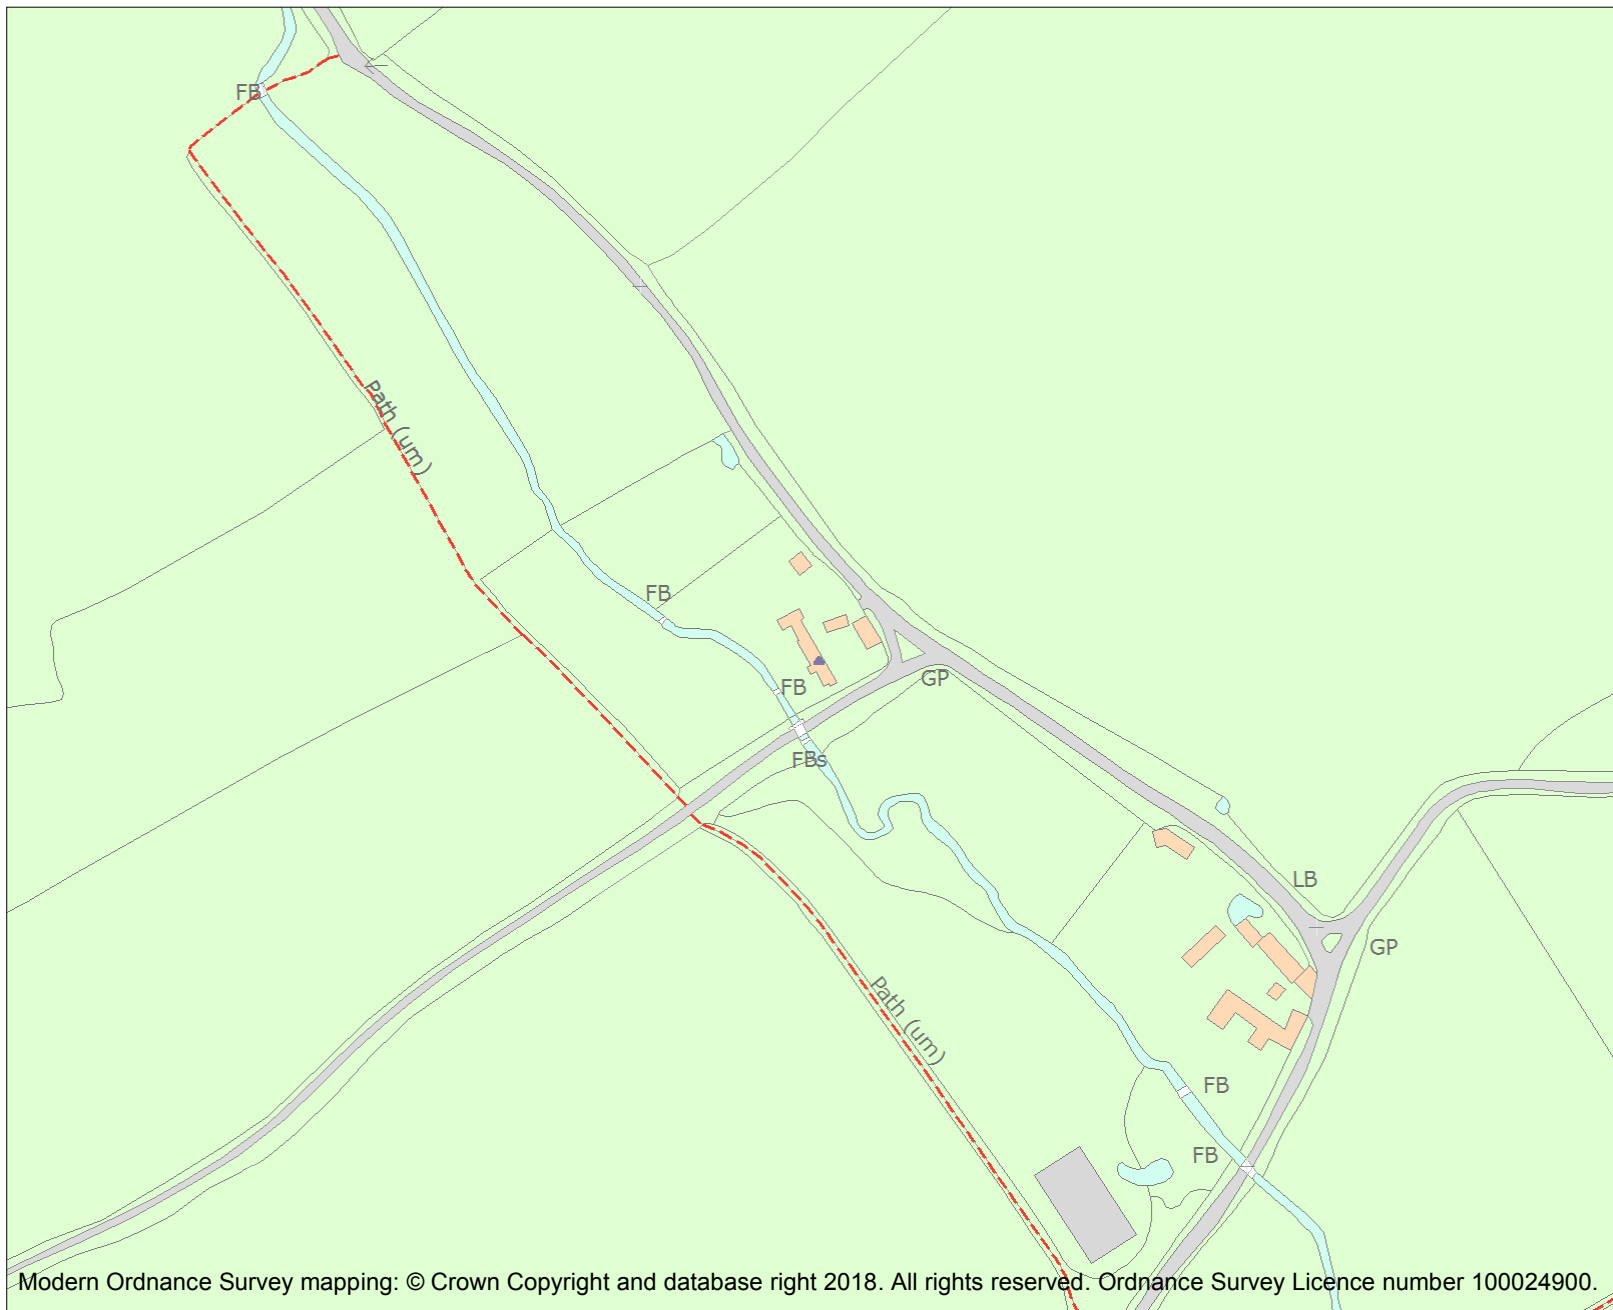 FB
Path (um)
FB
FB
GP
FBs
LB
GP
Path (um)
FB
FB
Modern Ordnance Survey mapping: © Crown Copyright and database right 2018. All rights reserved. Ordnance Survey Licence number 100024900.